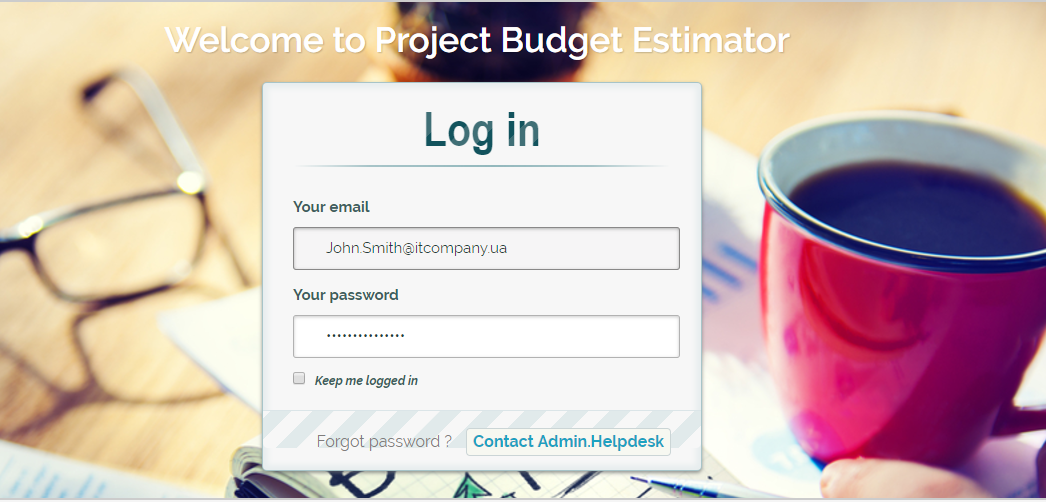 Welcome to Project Budget Estimator
Log in
Your email
John.Smith@itcompany.ua
Your password
•••••••••••••••
Keep me logged in
Forgot password ? Contact Admin.Helpdesk